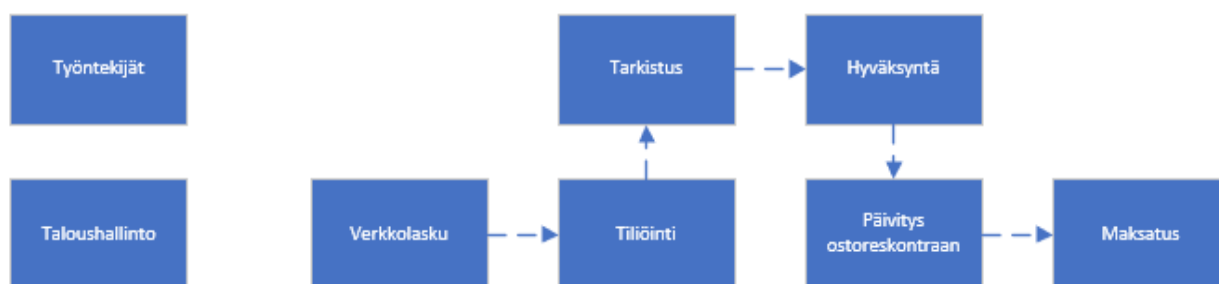 Työntekijät
Tarkistus
Hyväksyntä
Taloushallinto
Verkkolasku
Tiliöinti
Päivitys
ostoreskontraan
Maksatus